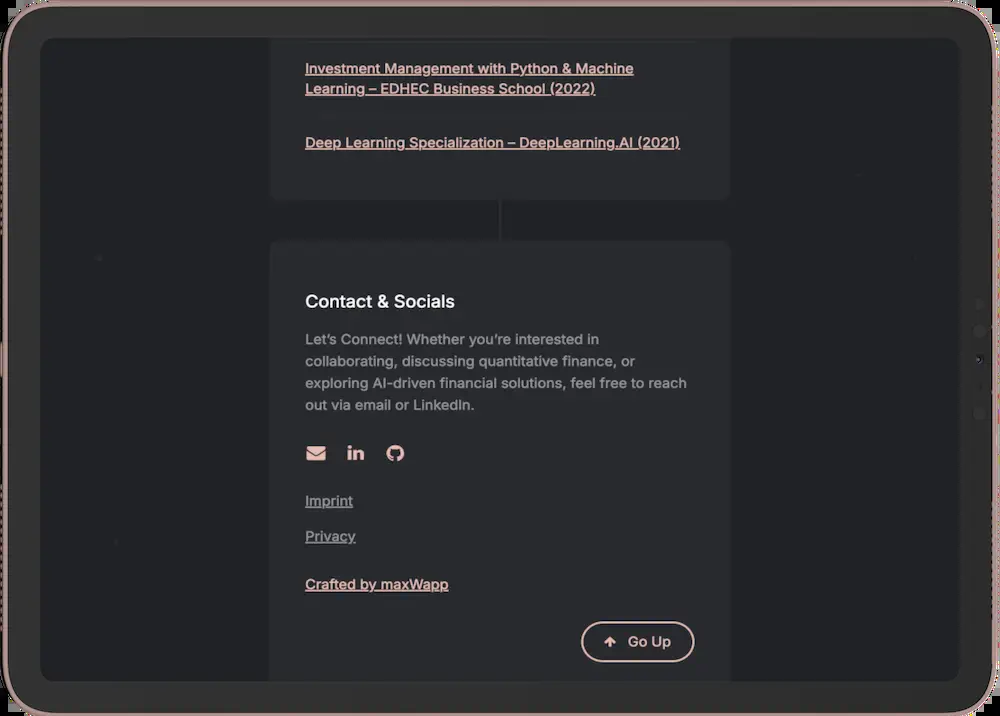 Investment Management with Python & Machine
Learning – EDHEC Business School (2022)
Deep Learning Specialization – DeepLearning.AI (2021)
Contact & Socials
Let’s Connect! Whether you’re interested in
collaborating, discussing quantitative finance, or
exploring AI-driven financial solutions, feel free to reach
out via email or LinkedIn.
in
Imprint
Privacy
Crafted by maxWapp
Go Up